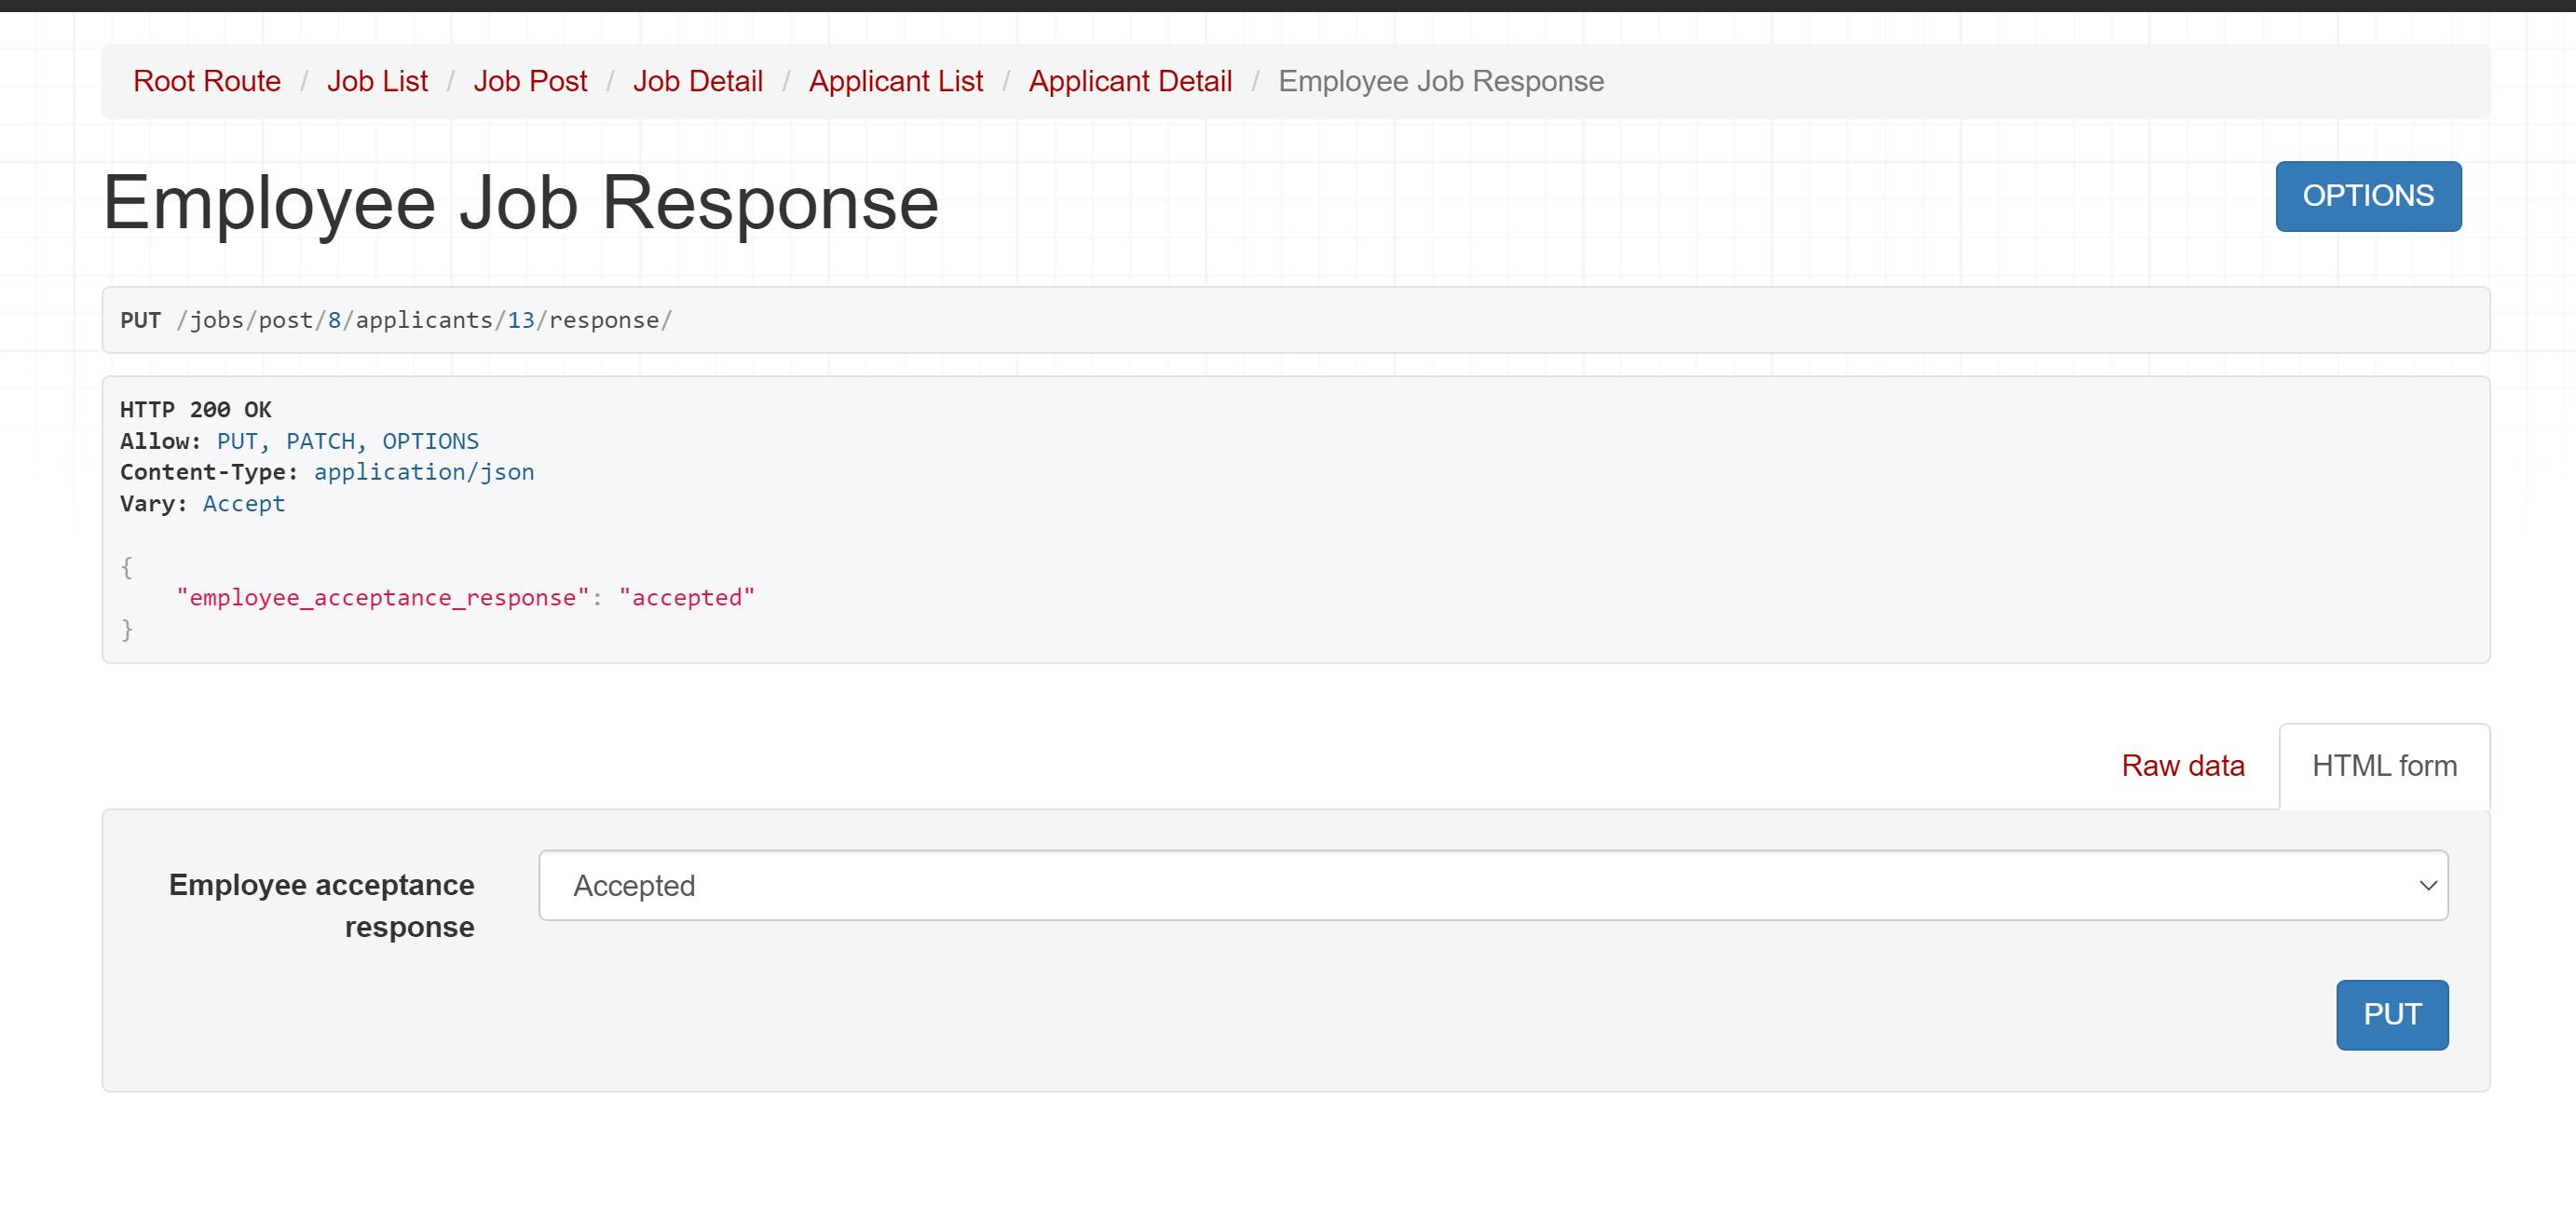 Root Route / Job List / Job Post / Job Detail / Applicant List / Applicant Detail / Employee Job Response
Employee Job Response
OPTIONS
PUT /jobs/post/8/applicants/13/response/
HTTP 200 OK
Allow: PUT, PATCH, OPTIONS
Content-Type: application/json
Vary: Accept
{
    "employee_acceptance_response": "accepted"
}
Raw data
HTML form
Employee acceptance
response
Accepted
PUT